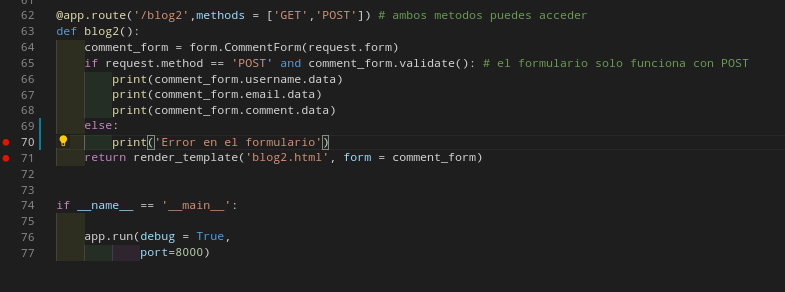 61
62 @app.route('/blog2',methods = ['GET','POST']) # ambos metodos puedes acceder
63 def blog2():
64     comment_form = form.CommentForm(request.form)
65     if request.method == 'POST' and comment_form.validate(): # el formulario solo funciona con POST
66         print(comment_form.username.data)
67         print(comment_form.email.data)
68         print(comment_form.comment.data)
69     else:
70         print('Error en el formulario')
71     return render_template('blog2.html', form = comment_form)
72
73
74 if __name__ == '__main__':
75
76     app.run(debug = True,
77             port=8000)